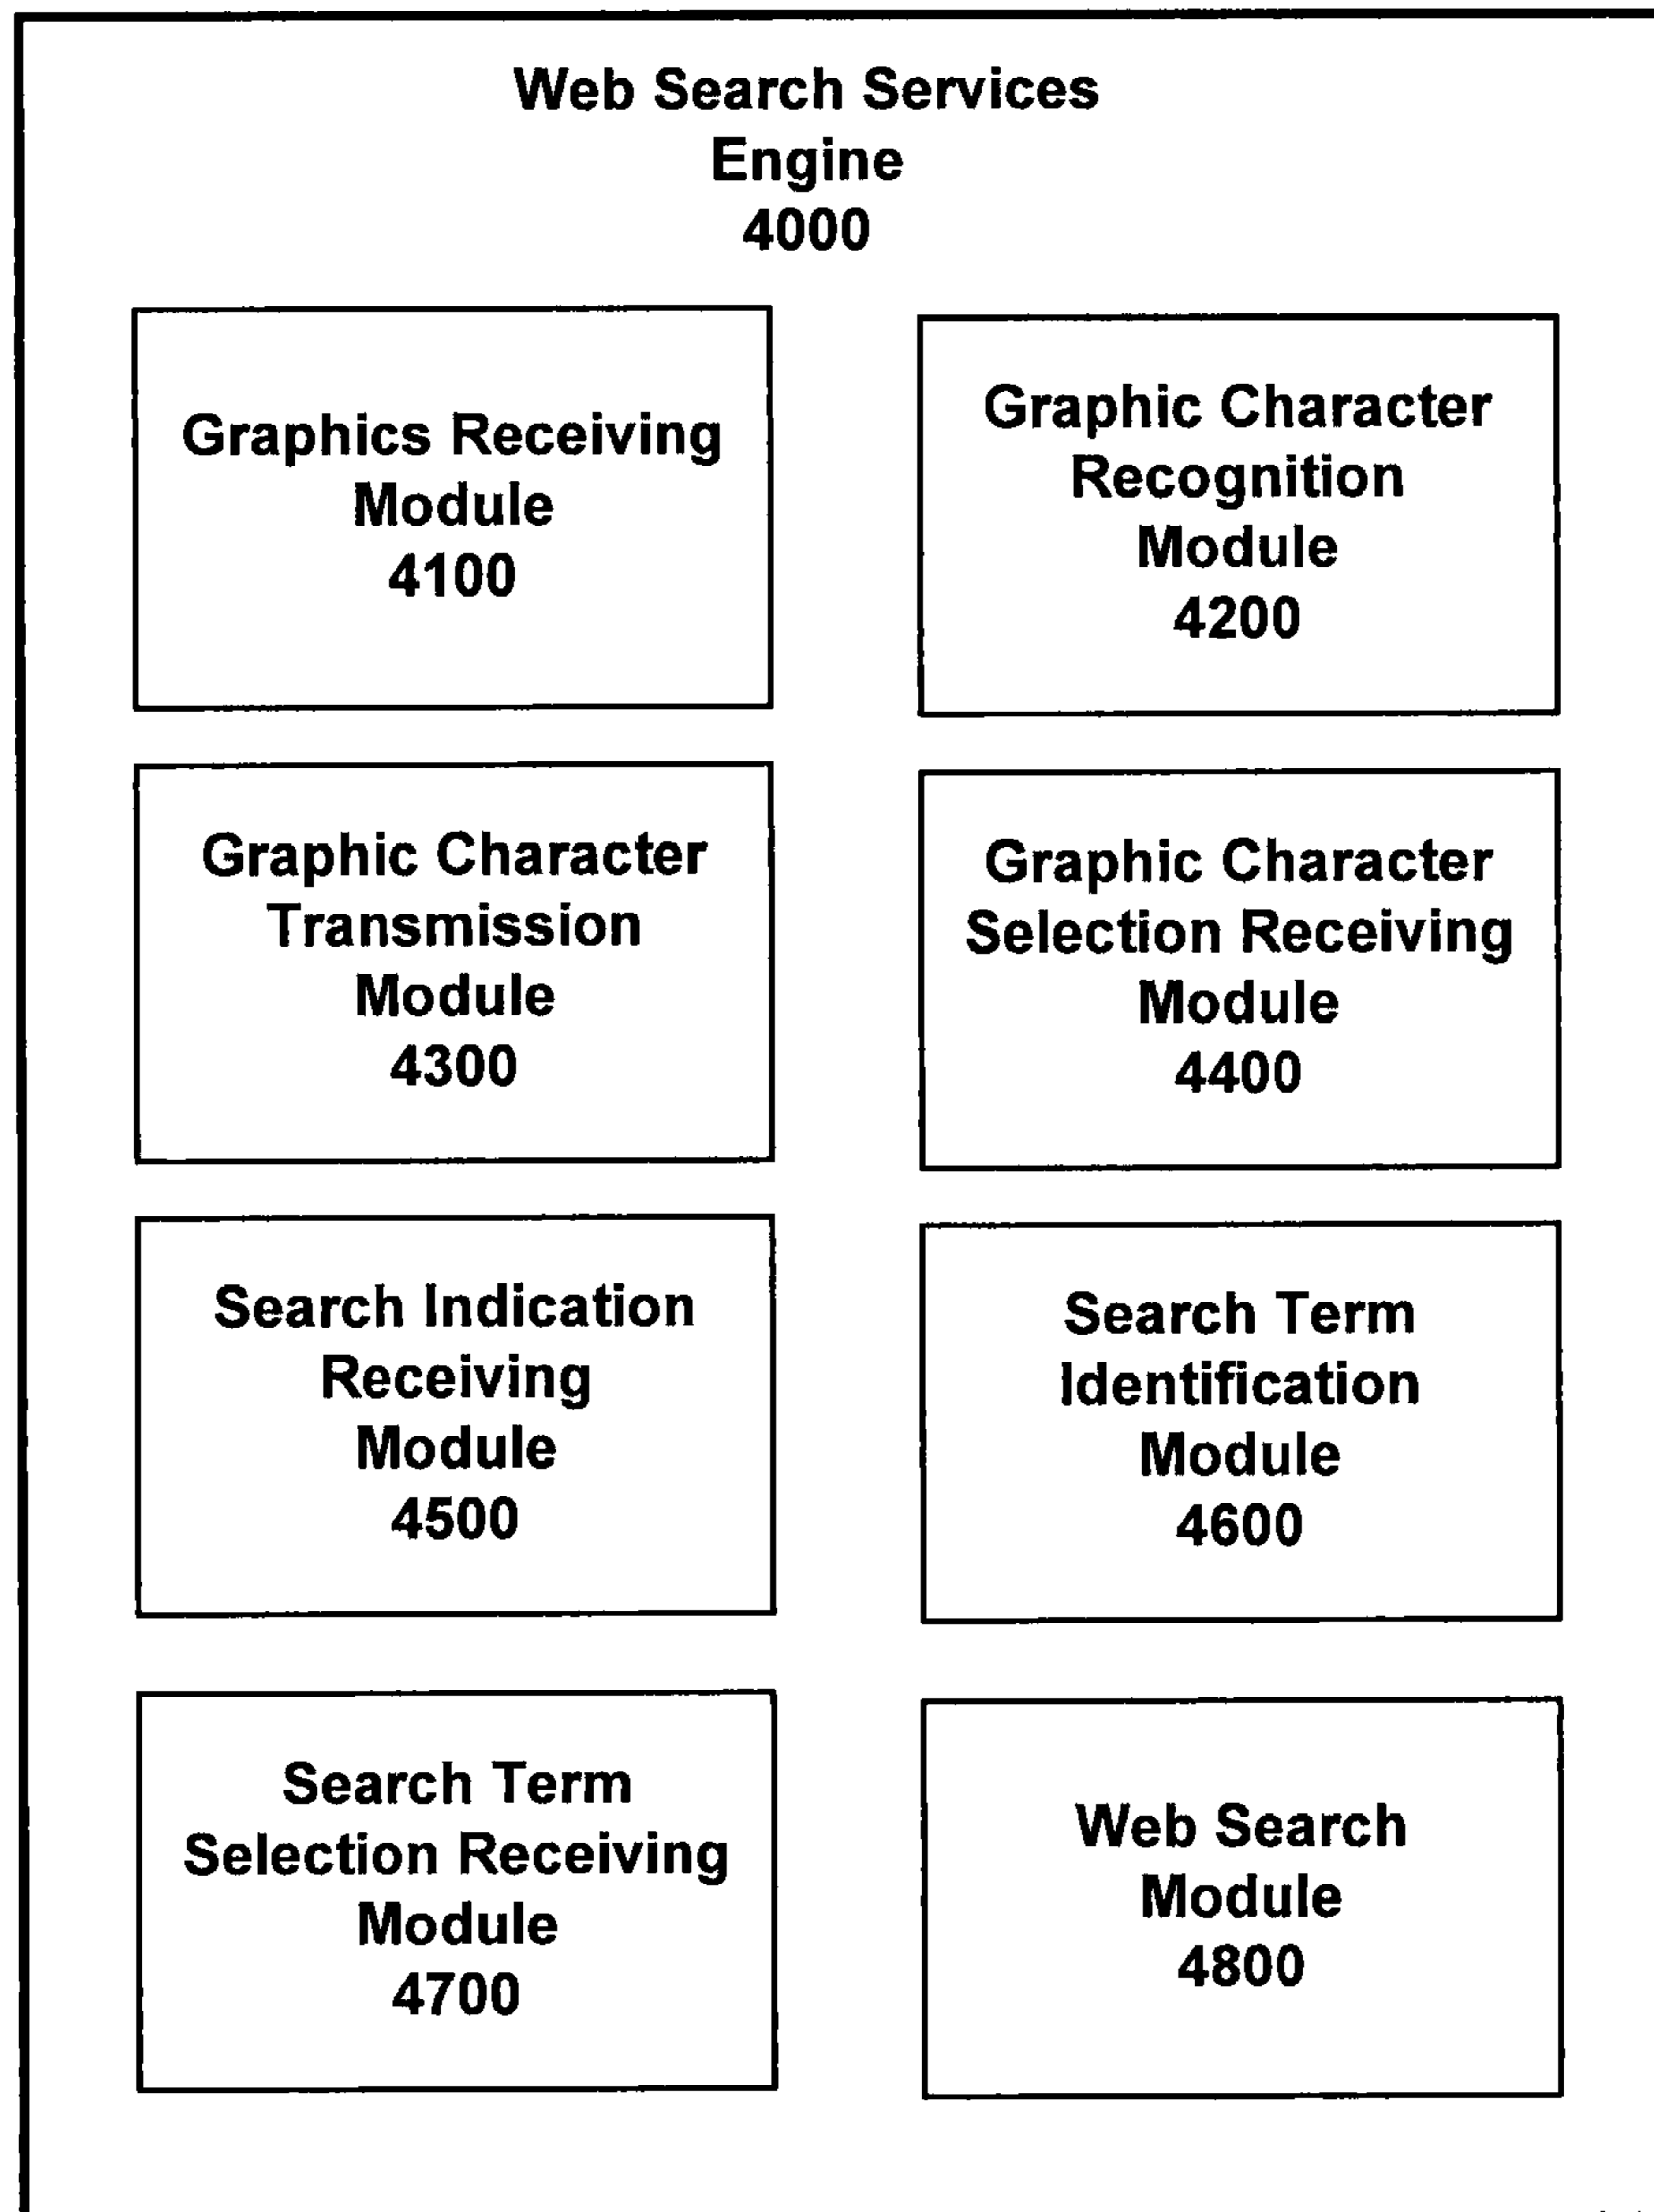 Web Search Services
Engine
4000
Graphics Receiving
Module
4100
Graphic Character
Recognition
Module
4200
Graphic Character
Transmission
Module
4300
Graphic Character
Selection Receiving
Module
4400
Search Indication
Receiving
Module
4500
Search Term
Identification
Module
4600
Search Term
Selection Receiving
Module
4700
Web Search
Module
4800